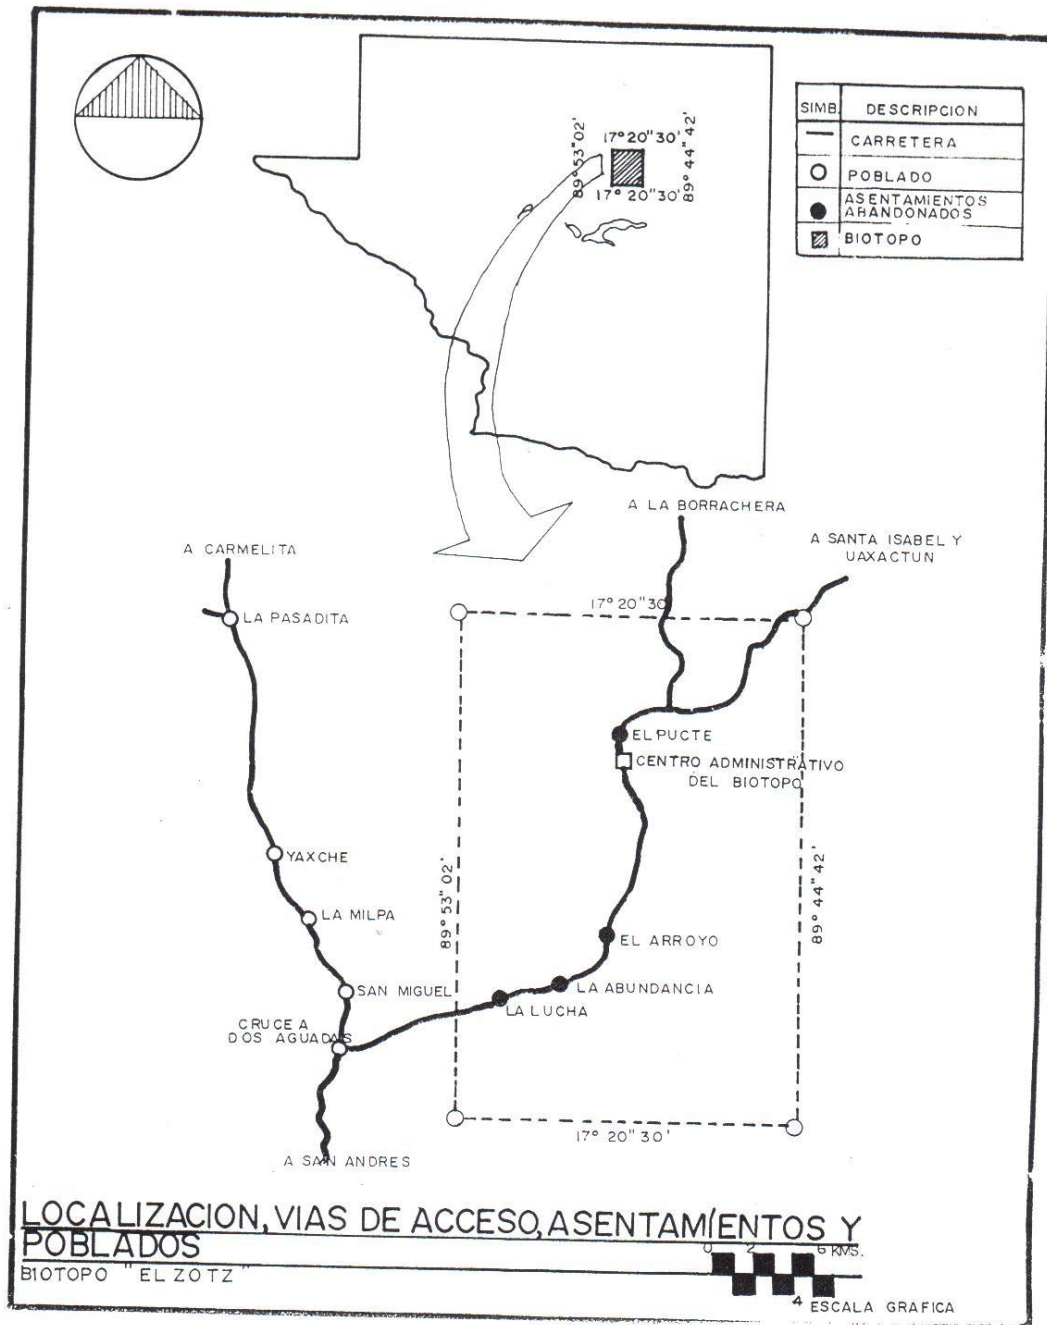 SIMB. DESCRIPCION
CARRETERA
POBLADO
ASENTAMIENTOS
ABANDONADOS
BIOTOPO
17° 20" 30'
89° 53" 02'
89° 44" 42'
17° 20" 30'
A LA BORRACHERA
A SANTA ISABEL Y
UAXACTUN
A CARMELITA
LA PASADITA
17° 20" 30'
EL PUCTE
CENTRO ADMINISTRATIVO
DEL BIOTOPO
YAXCHE
89° 53" 02'
89° 44" 42'
LA MILPA
EL ARROYO
SAN MIGUEL
LA ABUNDANCIA
LA LUCHA
CRUCE A
DOS AGUADAS
17° 20" 30'
A SAN ANDRES
LOCALIZACION, VIAS DE ACCESO, ASENTAMÍENTOS Y
POBLADOS
BIOTOPO "EL ZOTZ"
0 2 6 KMS.
4 ESCALA GRAFICA